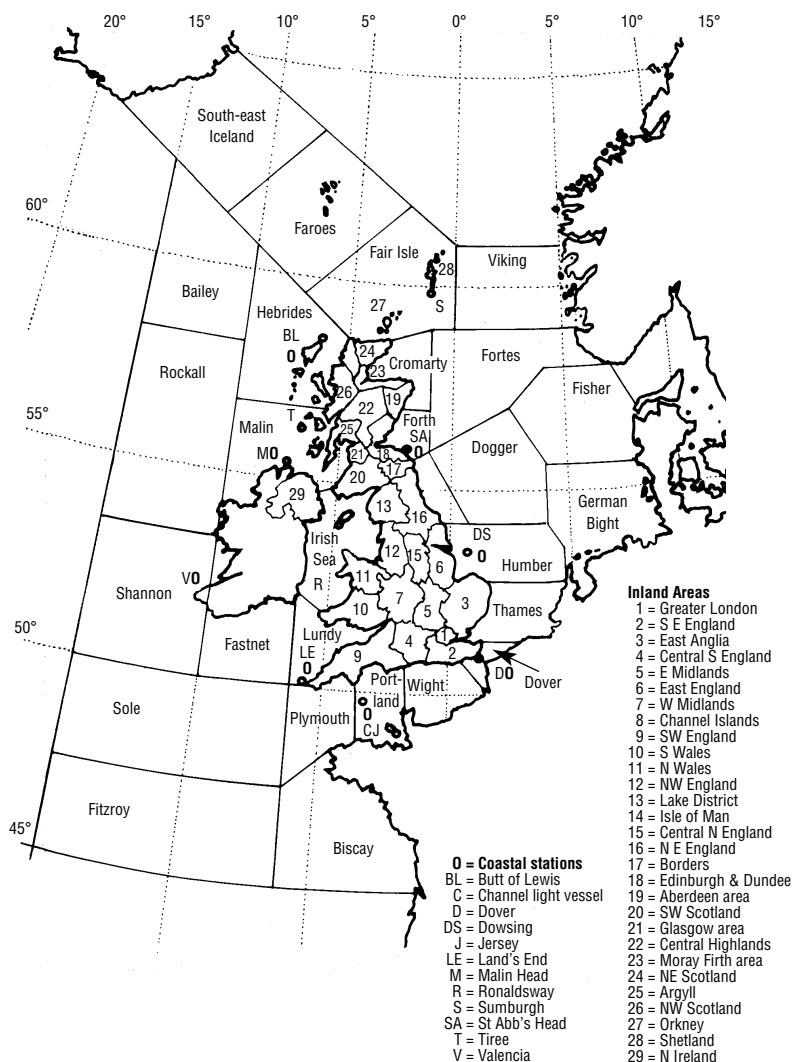 20°
15°
10°
5°
0°
5°
10°
15°
South-east
Iceland
60°
Faroes
Fair Isle
Viking
28
Bailey
27
S
Hebrides
BL
0
24
Cromarty
Fortes
Rockall
23
Fisher
26
19
22
55°
T
Forth
Malin
25
SA
0
Dogger
M0
21
18
17
20
29
German
Bight
13
16
Irish
Sea
DS
0
12
15
6
Humber
V0
11
Shannon
R
7
3
Thames
10
5
50°
Fastnet
Lundy
LE
0
4
1
2
9
D0
Dover
Port-
land
Wight
0
CJ
Sole
Plymouth
Fitzroy
45°
Biscay
0 = Coastal stations
BL = Butt of Lewis
C = Channel light vessel
D = Dover
DS = Dowsing
J = Jersey
LE = Land's End
M = Malin Head
R = Ronaldsway
S = Sumburgh
SA = St Abb's Head
T = Tiree
V = Valencia
Inland Areas
1 = Greater London
2 = S E England
3 = East Anglia
4 = Central S England
5 = E Midlands
6 = East England
7 = W Midlands
8 = Channel Islands
9 = SW England
10 = S Wales
11 = N Wales
12 = NW England
13 = Lake District
14 = Isle of Man
15 = Central N England
16 = N E England
17 = Borders
18 = Edinburgh & Dundee
19 = Aberdeen area
20 = SW Scotland
21 = Glasgow area
22 = Central Highlands
23 = Moray Firth area
24 = NE Scotland
25 = Argyll
26 = NW Scotland
27 = Orkney
28 = Shetland
29 = N Ireland